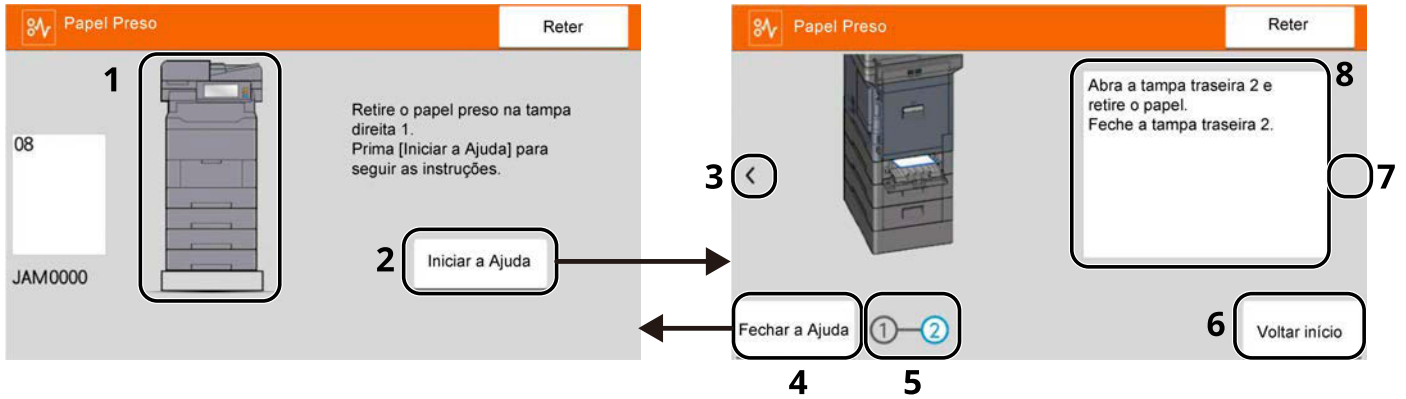 Papel Preso
Reter
1
08
JAM0000
Retire o papel preso na tampa
direita 1.
Prima [Iniciar a Ajuda] para
seguir as instruções.
2
Iniciar a Ajuda
Papel Preso
Reter
8
Abra a tampa traseira 2 e
retire o papel.
Feche a tampa traseira 2.
3
7
Fechar a Ajuda
1
2
6
Voltar início
4
5